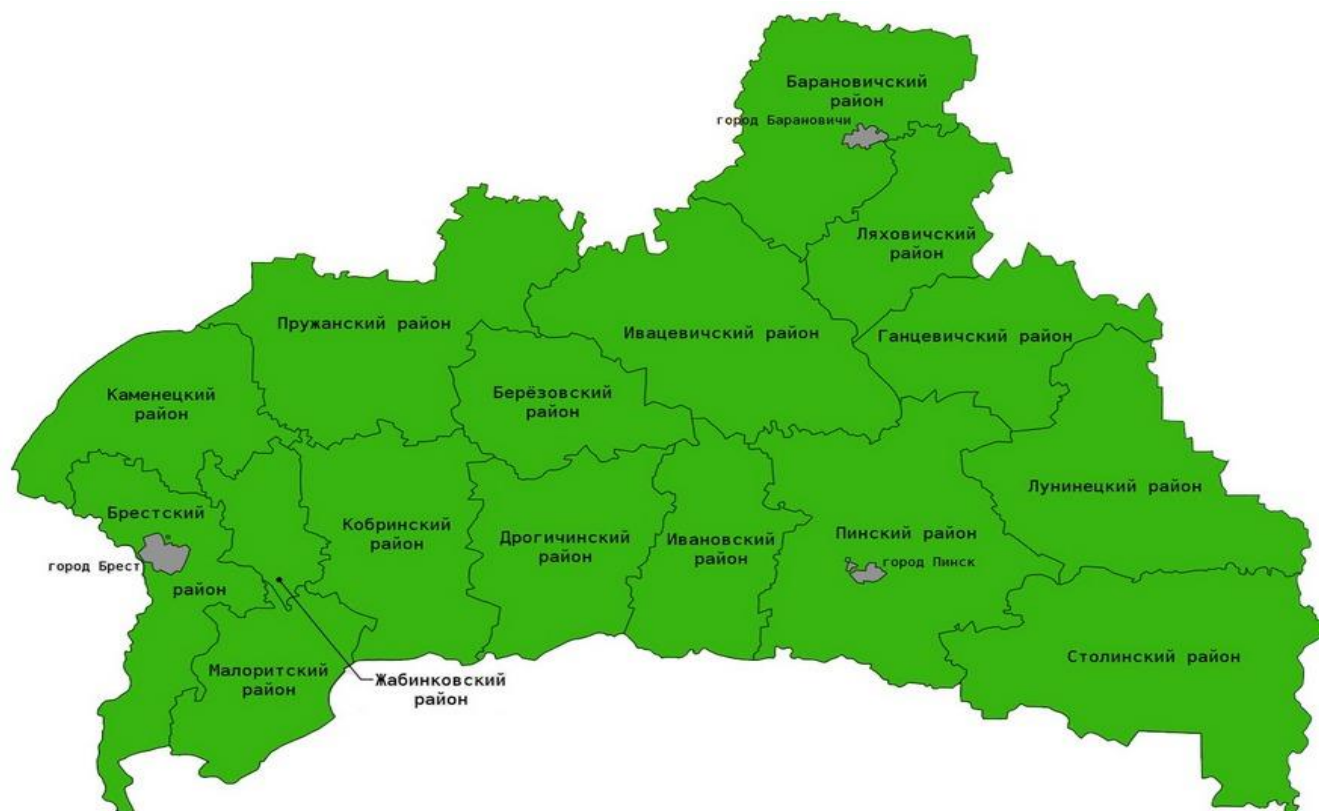 Барановичский
район
город Барановичи
Ляховичский
район
Пружанский район
Ивацевичский район
Ганцевичский район
Каменецкий
район
Берёзовский
район
Лунинецкий район
Брестский
район
город Брест
Кобринский
район
Дрогичинский
район
Ивановский
район
Пинский район
город Пинск
Малоритский
район
Жабинковский
район
Столинский район